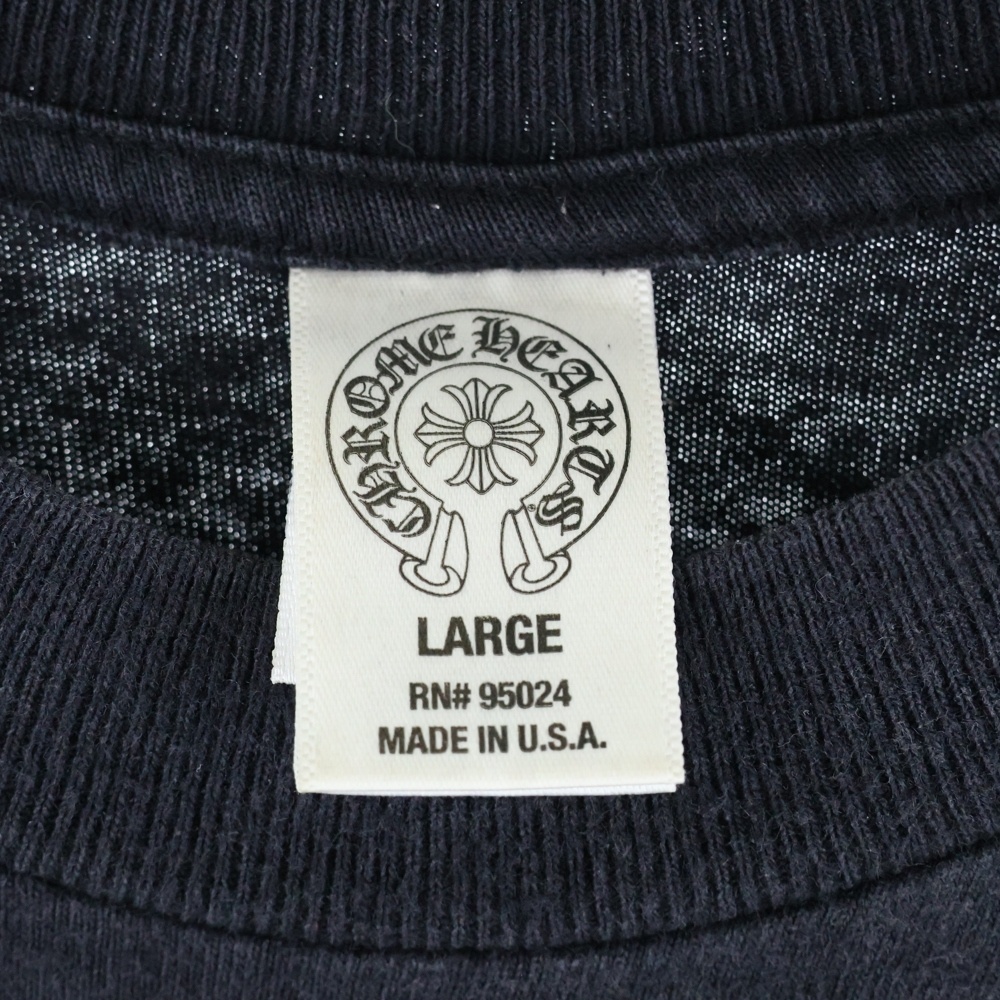 CHROME HEARTS
®
LARGE
RN# 95024
MADE IN U.S.A.